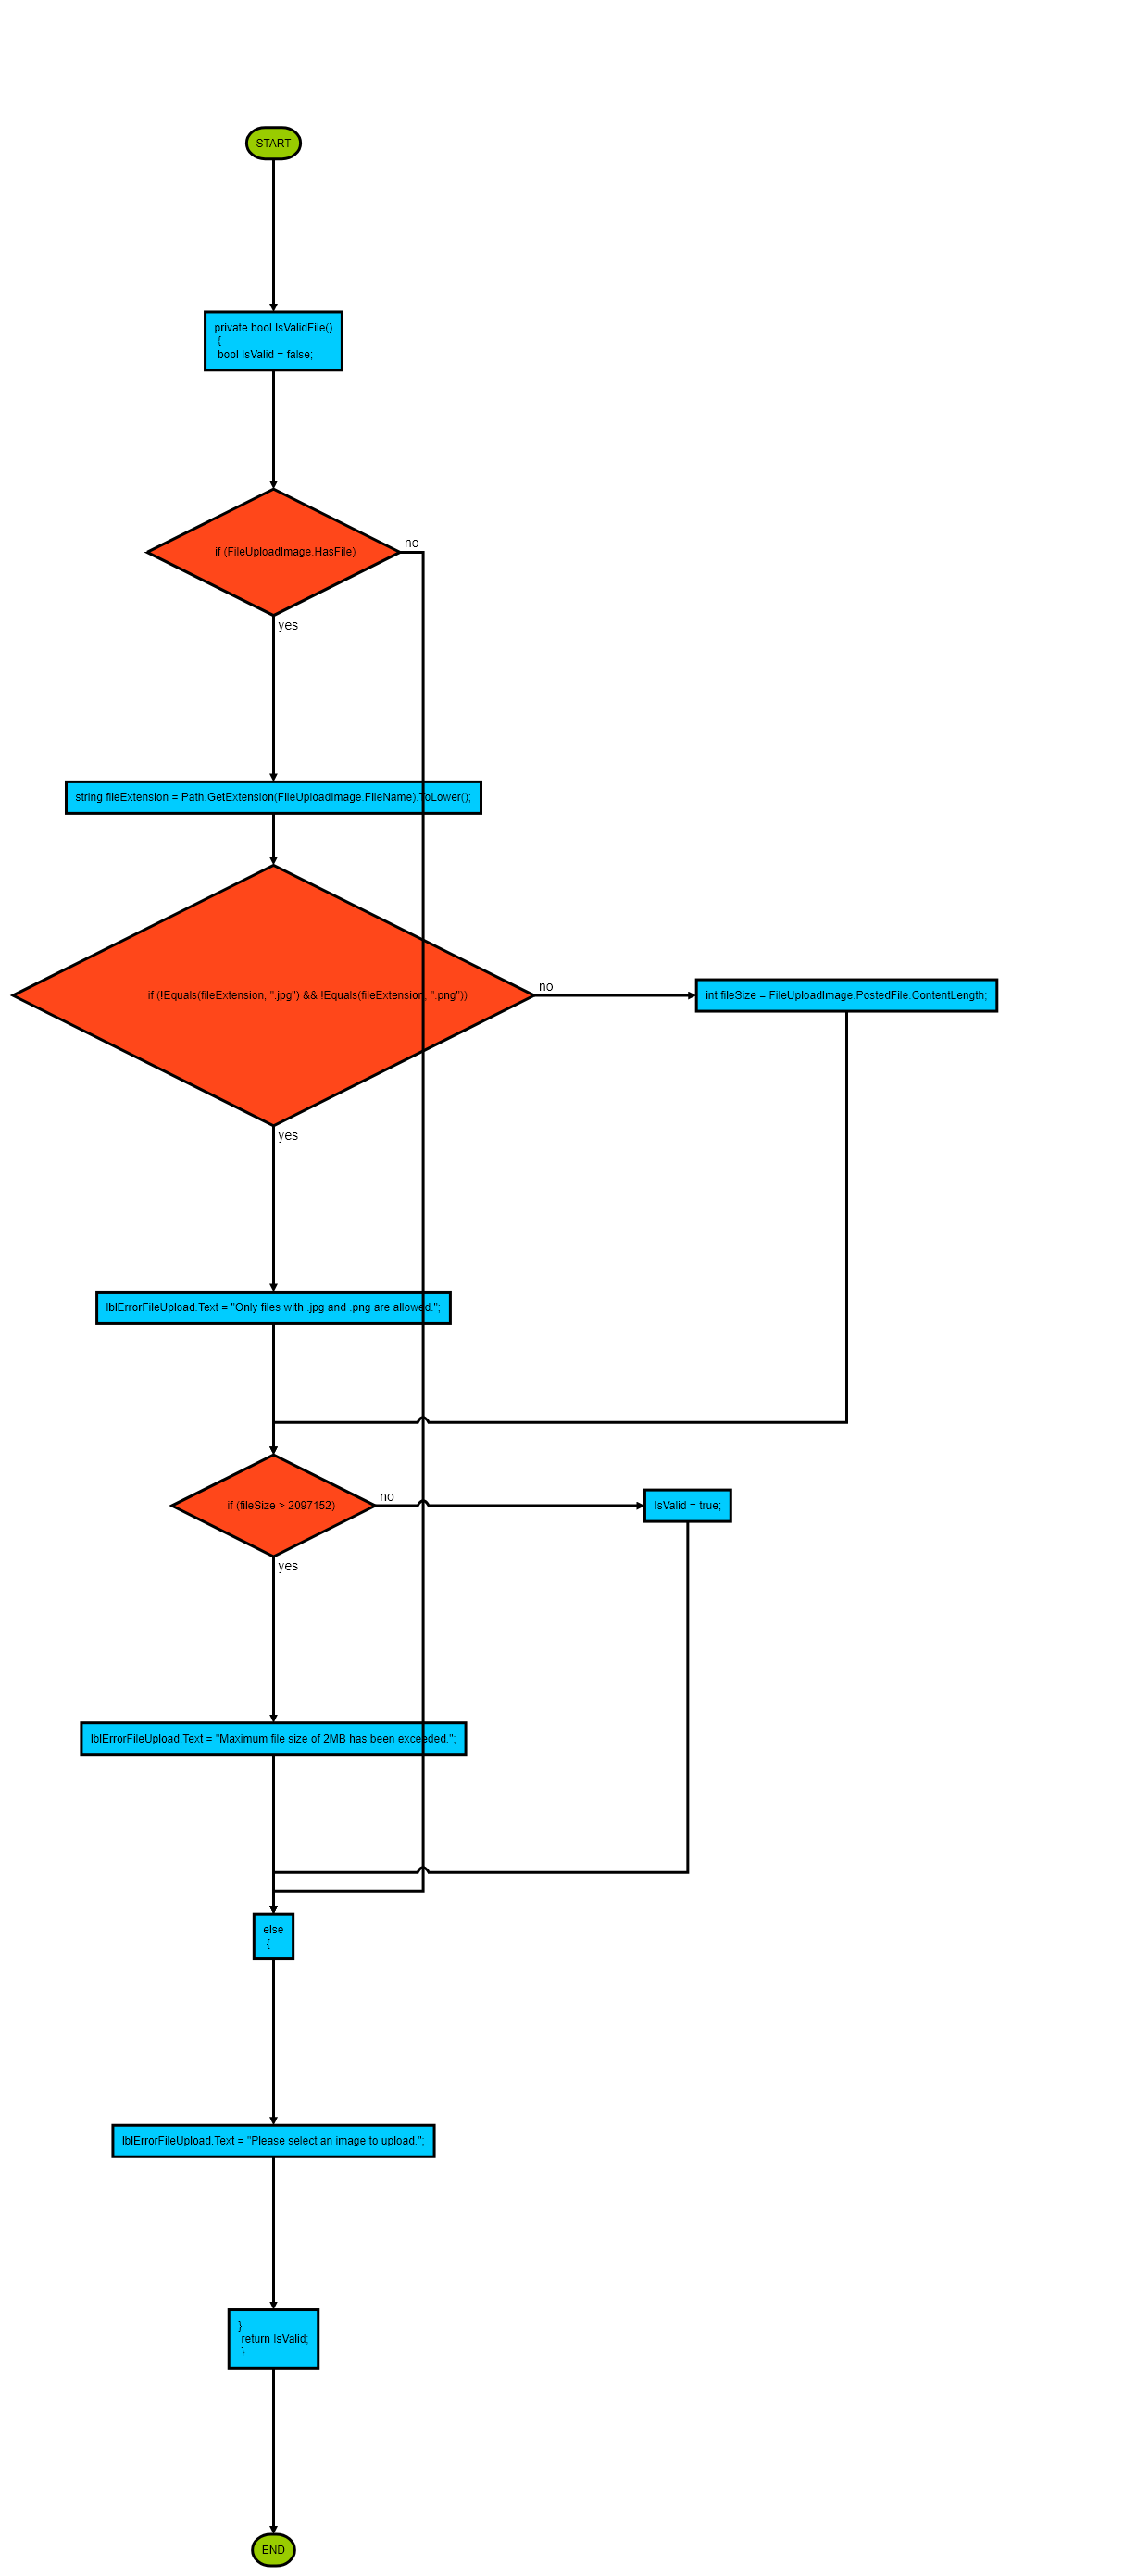 START
private bool IsValidFile()
{
bool IsValid = false;
if (FileUploadImage.HasFile)
no
yes
string fileExtension = Path.GetExtension(FileUploadImage.FileName).ToLower();
if (!Equals(fileExtension, ".jpg") && !Equals(fileExtension, ".png"))
no
int fileSize = FileUploadImage.PostedFile.ContentLength;
yes
lblErrorFileUpload.Text = "Only files with .jpg and .png are allowed.";
if (fileSize > 2097152)
no
IsValid = true;
yes
lblErrorFileUpload.Text = "Maximum file size of 2MB has been exceeded.";
else
{
lblErrorFileUpload.Text = "Please select an image to upload.";
}
return IsValid;
}
END